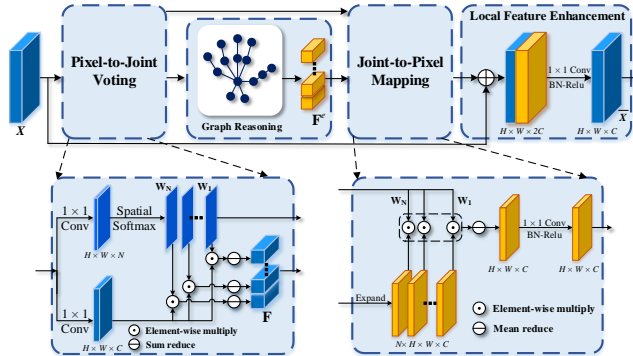 Local Feature Enhancement
Pixel-to-Joint
Voting
Joint-to-Pixel
Mapping
Graph Reasoning
X
F^e
1 × 1 Conv
BN-Relu
H × W × 2C
H × W × C
X̄
1 × 1
Conv
Spatial
Softmax
W_N
W_1
H × W × N
1 × 1
Conv
H × W × C
F
Element-wise multiply
Sum reduce
W_N
W_1
1 × 1 Conv
BN-Relu
H × W × C
H × W × C
Expand
N × H × W × C
Element-wise multiply
Mean reduce